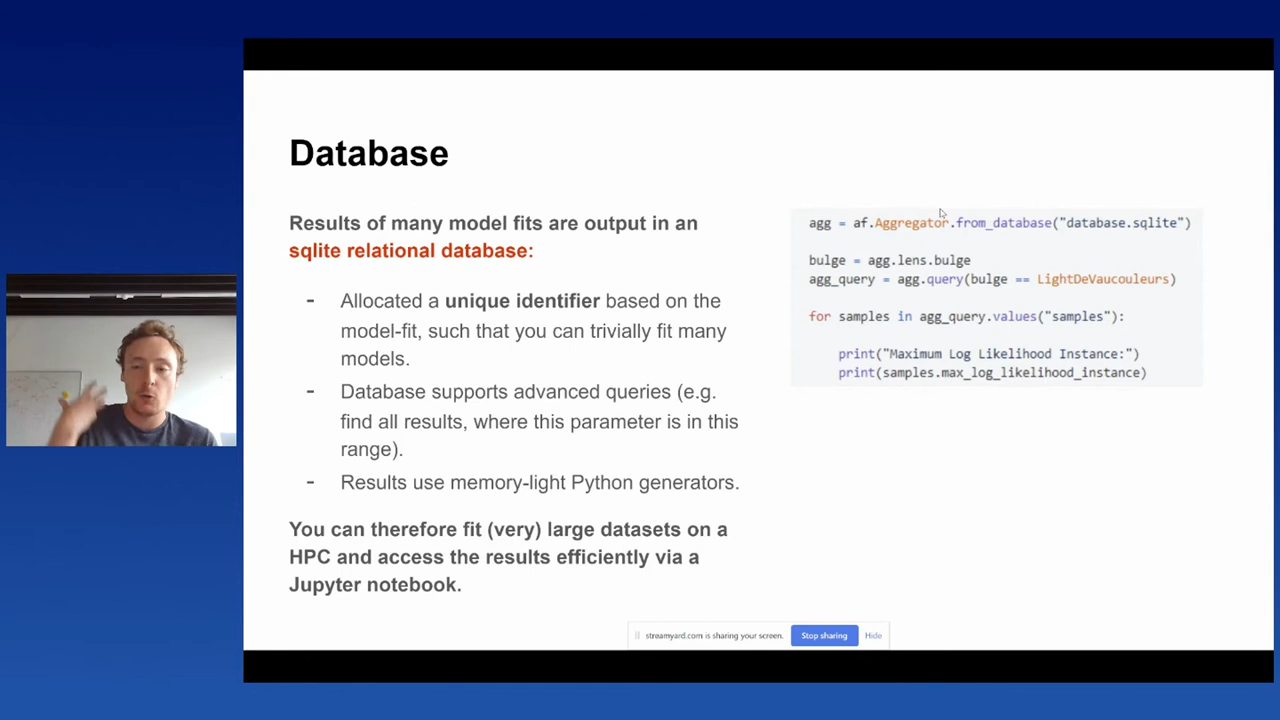 Database
Results of many model fits are output in an
sqlite relational database:
- Allocated a unique identifier based on the
model-fit, such that you can trivially fit many
models.
- Database supports advanced queries (e.g.
find all results, where this parameter is in this
range).
- Results use memory-light Python generators.
You can therefore fit (very) large datasets on a
HPC and access the results efficiently via a
Jupyter notebook.
agg = af.Aggregator.from_database("database.sqlite")
bulge = agg.lens.bulge
agg_query = agg.query(bulge == LightDeVaucouleurs)
for samples in agg_query.values("samples"):
print("Maximum Log Likelihood Instance:")
print(samples.max_log_likelihood_instance)
streamyard.com is sharing your screen. Stop sharing Hide